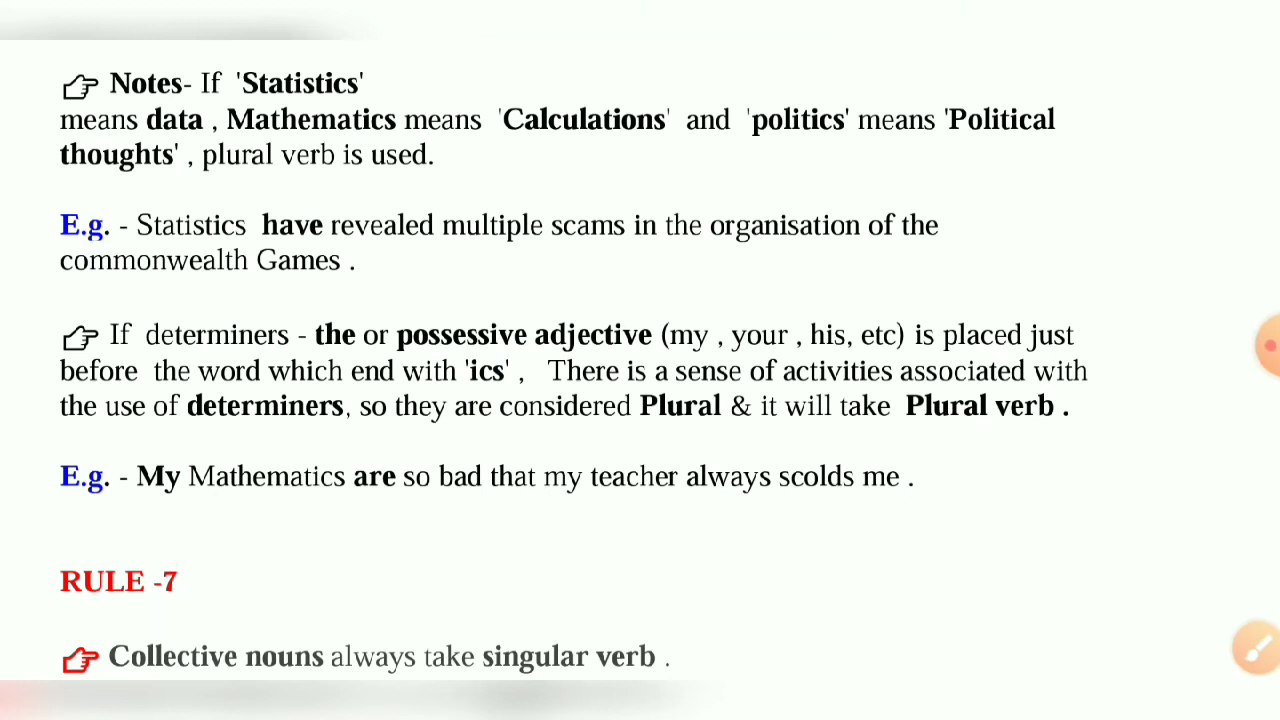 Notes- If 'Statistics'
means data , Mathematics means 'Calculations' and 'politics' means 'Political
thoughts' , plural verb is used.
E.g. - Statistics have revealed multiple scams in the organisation of the
commonwealth Games .
If determiners - the or possessive adjective (my , your , his, etc) is placed just
before the word which end with 'ics' , There is a sense of activities associated with
the use of determiners, so they are considered Plural & it will take Plural verb .
E.g. - My Mathematics are so bad that my teacher always scolds me .
RULE -7
Collective nouns always take singular verb .